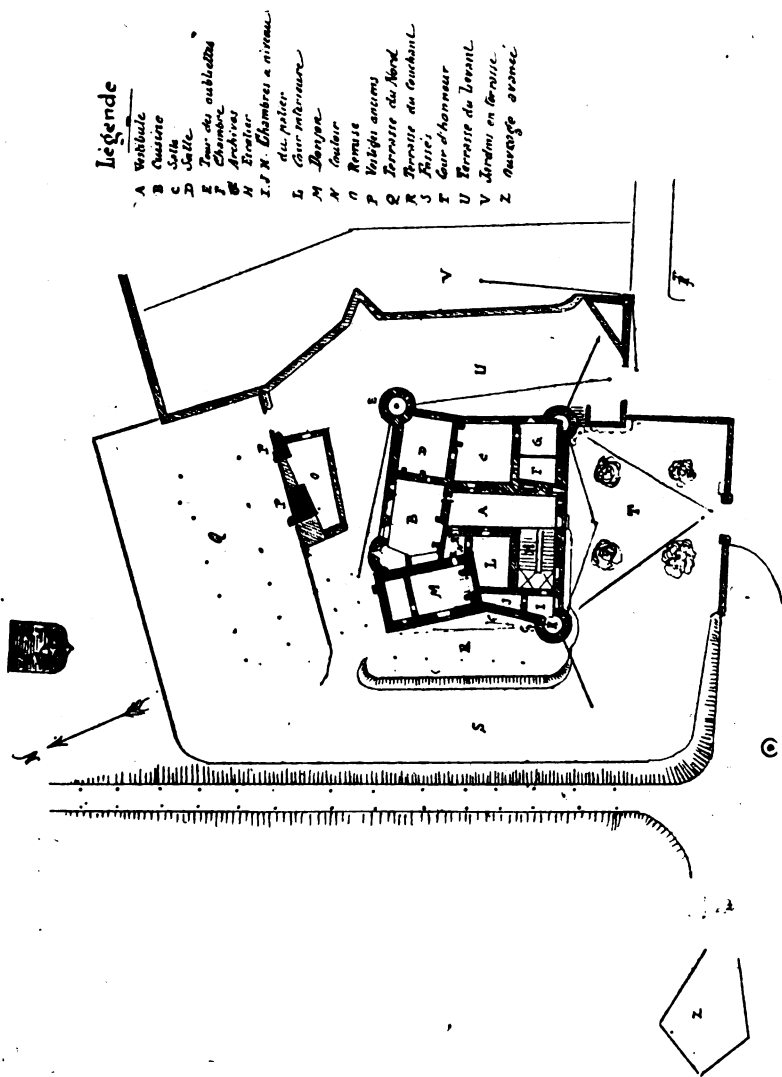 Légende
A Vestibule
B Cuisine
C Salle
D Salle
E Tour des oubliettes
F Chambre
G Archives
H Escalier
I.J.K. Chambres a niveau
du palier
L Cour intérieure
M Donjon
N Couloir
O Remise
P Vestiges anciens
Q Terrasse du Nord
R Terrasse du Couchant
S Fossés
T Cour d'honneur
U Terrasse du Levant
V Jardins en terrasse
Z ouvrage avancé
N
V
U
E
P
P
O
Q
D
C
G
F
B
A
H
L
M
J
I
K
K
R
S
T
Z